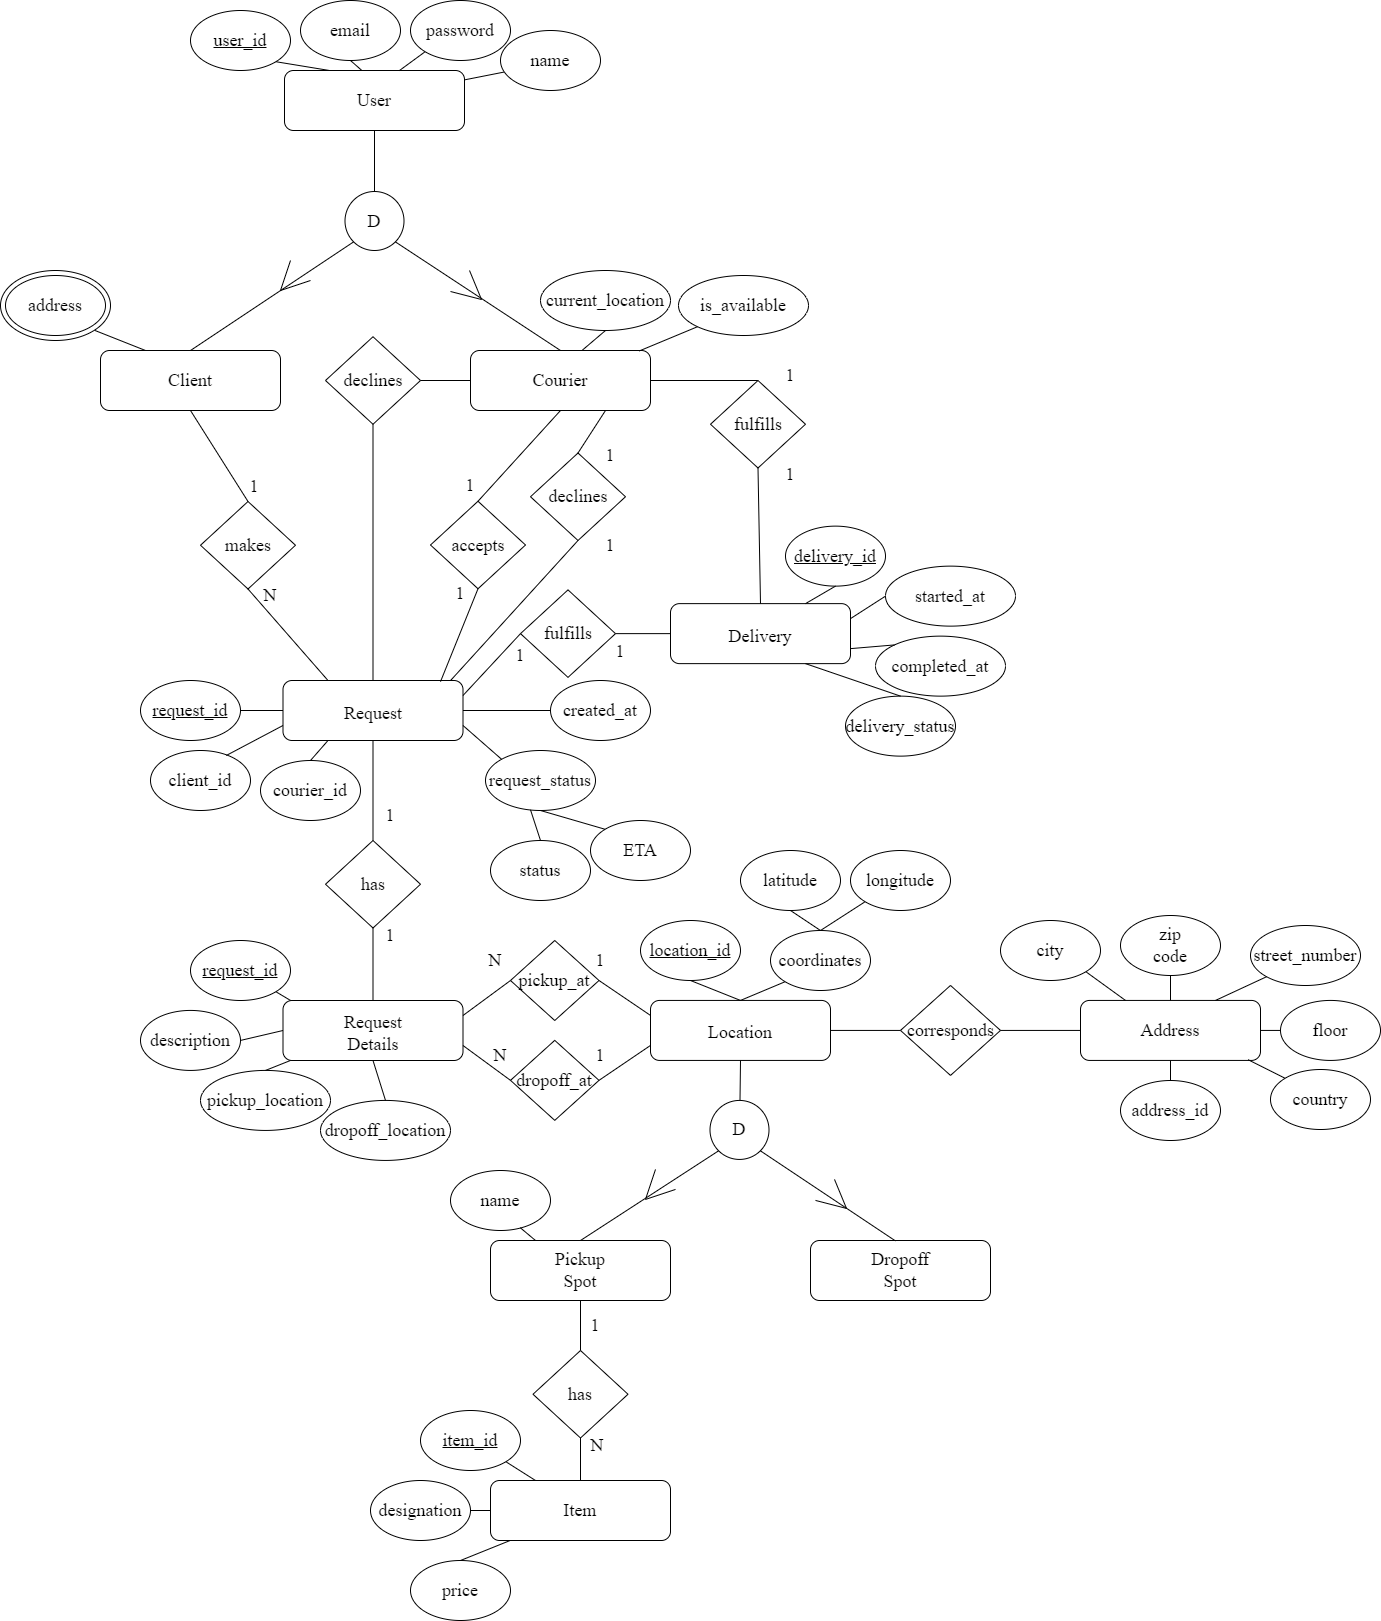 email
password
user_id
name
User
D
current_location
is_available
address
Client
declines
Courier
1
fulfills
1
1
1
1
declines
makes
accepts
1
delivery_id
1
N
started_at
fulfills
Delivery
1
1
completed_at
request_id
Request
created_at
delivery_status
client_id
courier_id
request_status
1
ETA
status
has
latitude
longitude
1
zip
code
city
location_id
street_number
N
1
coordinates
request_id
pickup_at
Request
Details
Location
corresponds
Address
floor
description
N
1
dropoff_at
pickup_location
country
address_id
dropoff_location
D
name
Pickup
Spot
Dropoff
Spot
1
has
N
item_id
designation
Item
price